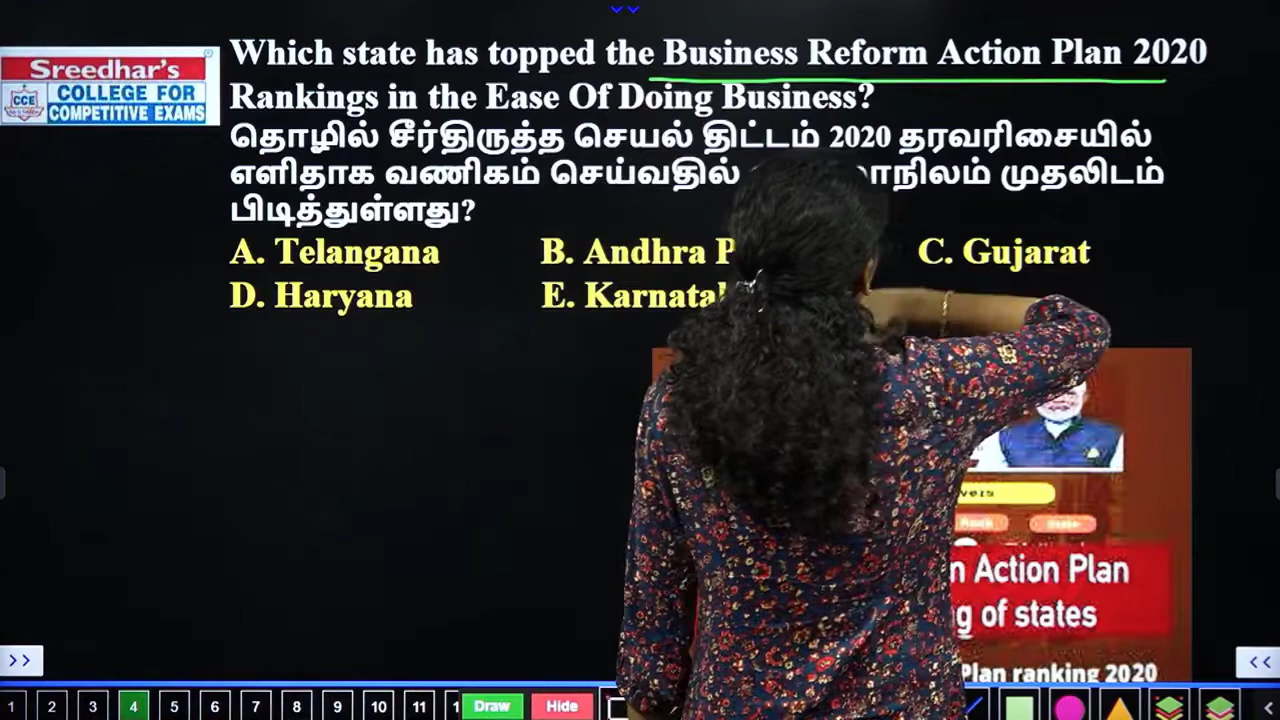 Sreedhar's
CCE
COLLEGE FOR
COMPETITIVE EXAMS
Which state has topped the Business Reform Action Plan 2020
Rankings in the Ease Of Doing Business?
தொழில் சீர்திருத்த செயல் திட்டம் 2020 தரவரிசையில்
எளிதாக வணிகம் செய்வதில் முதலிடம்
பிடித்துள்ளது?
A. Telangana B. Andhra C. Gujarat
D. Haryana E.
Action Plan
of states
Plan ranking 2020
>> <<
1 2 3 4 5 6 7 8 9 10 11 Draw Hide